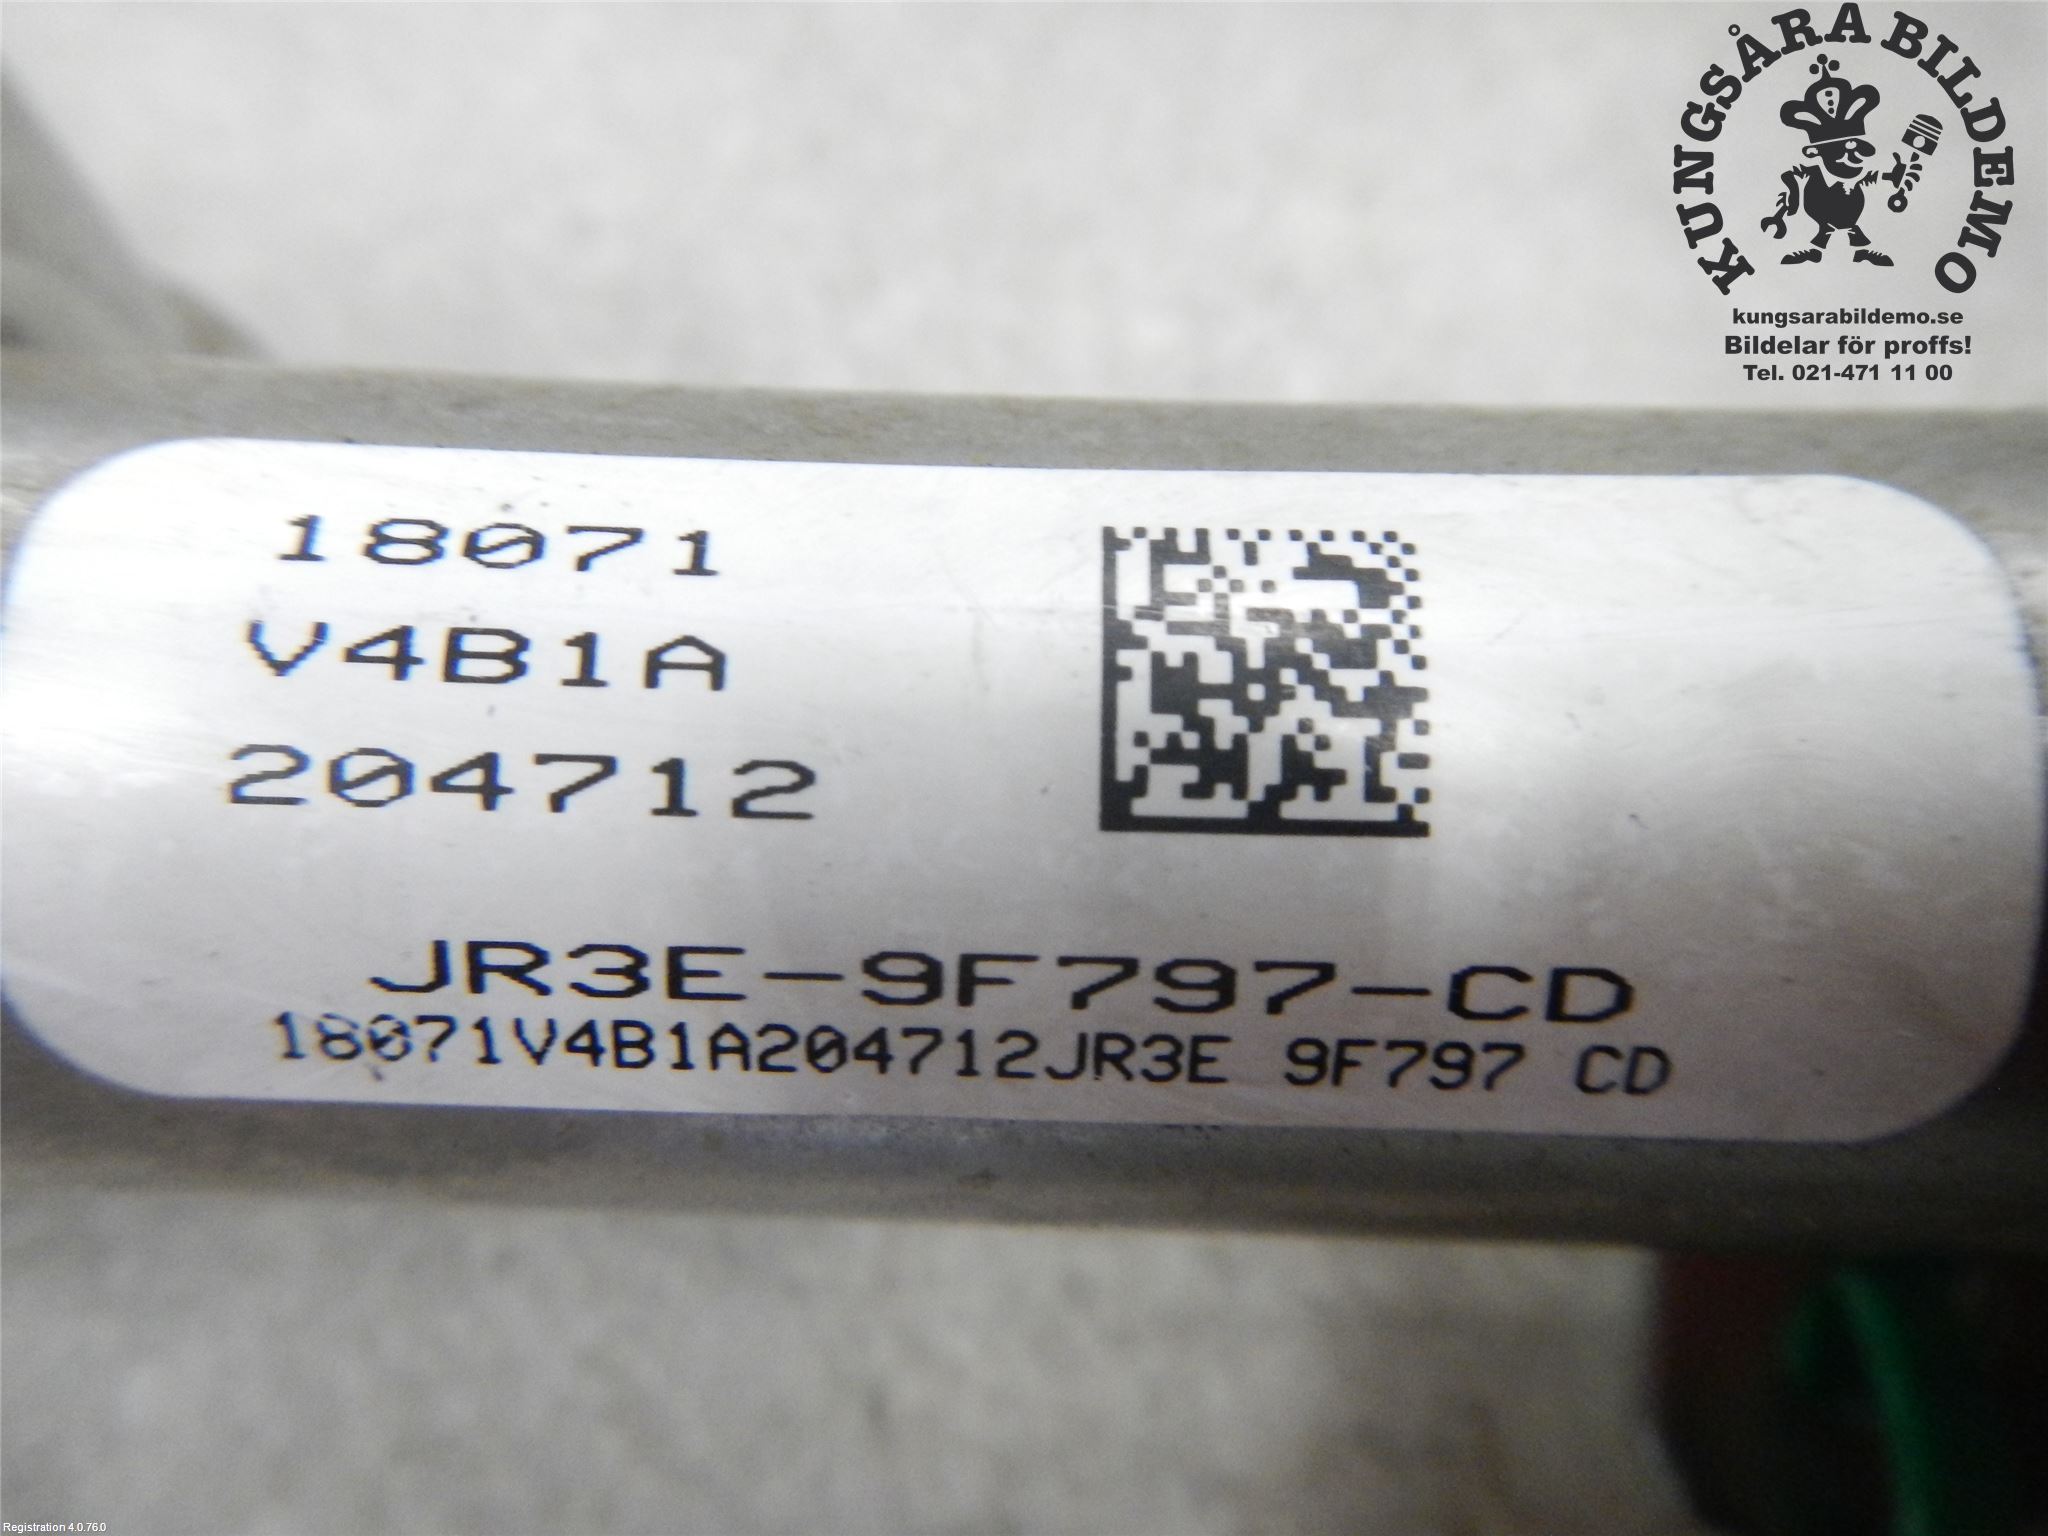 KUNGSÅRA BILDEMO
kungsarabildemo.se
Bildelar för proffs!
Tel. 021-471 11 00
18071
V4B1A
204712
JR3E-9F797-CD
18071V4B1A204712JR3E 9F797 CD
Registration 4.0.76.0